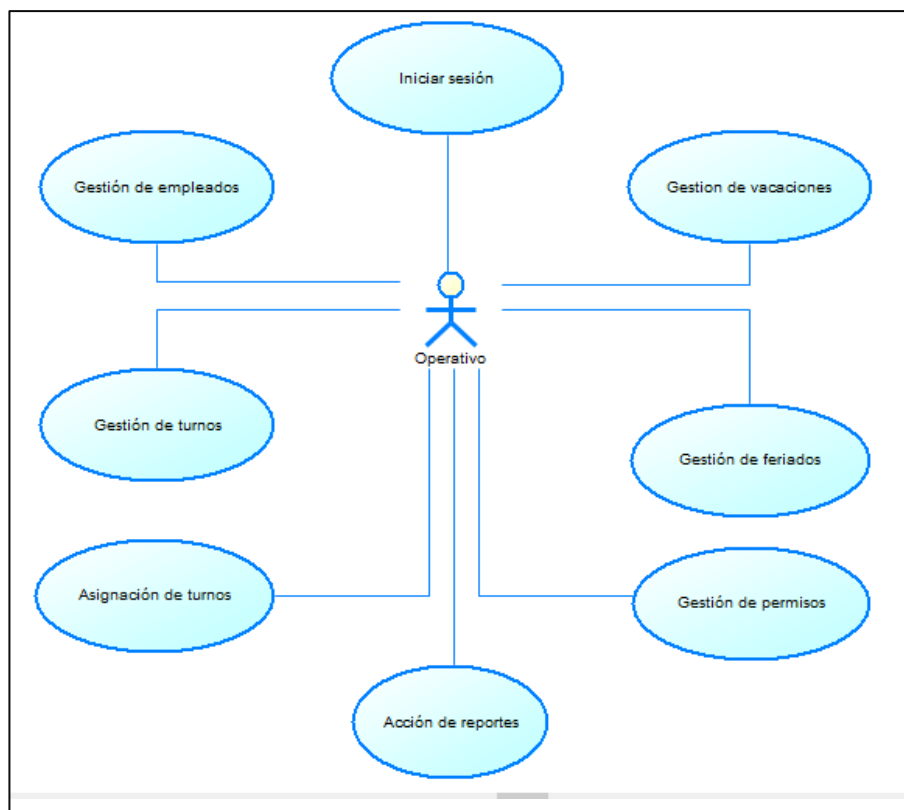 Iniciar sesión
Gestión de empleados
Gestion de vacaciones
Operativo
Gestión de turnos
Gestión de feriados
Asignación de turnos
Gestión de permisos
Acción de reportes